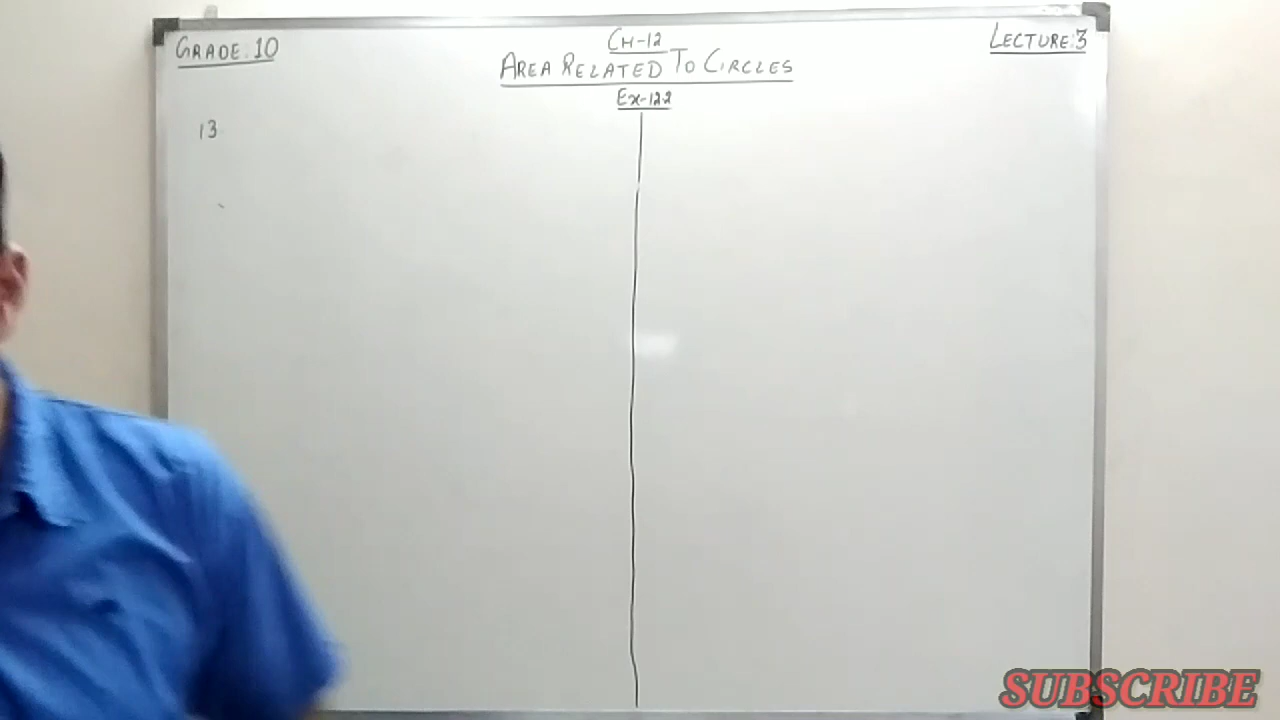 GRADE: 10
CH-12
LECTURE:3
AREA RELATED TO CIRCLES
Ex-12.2
13
SUBSCRIBE